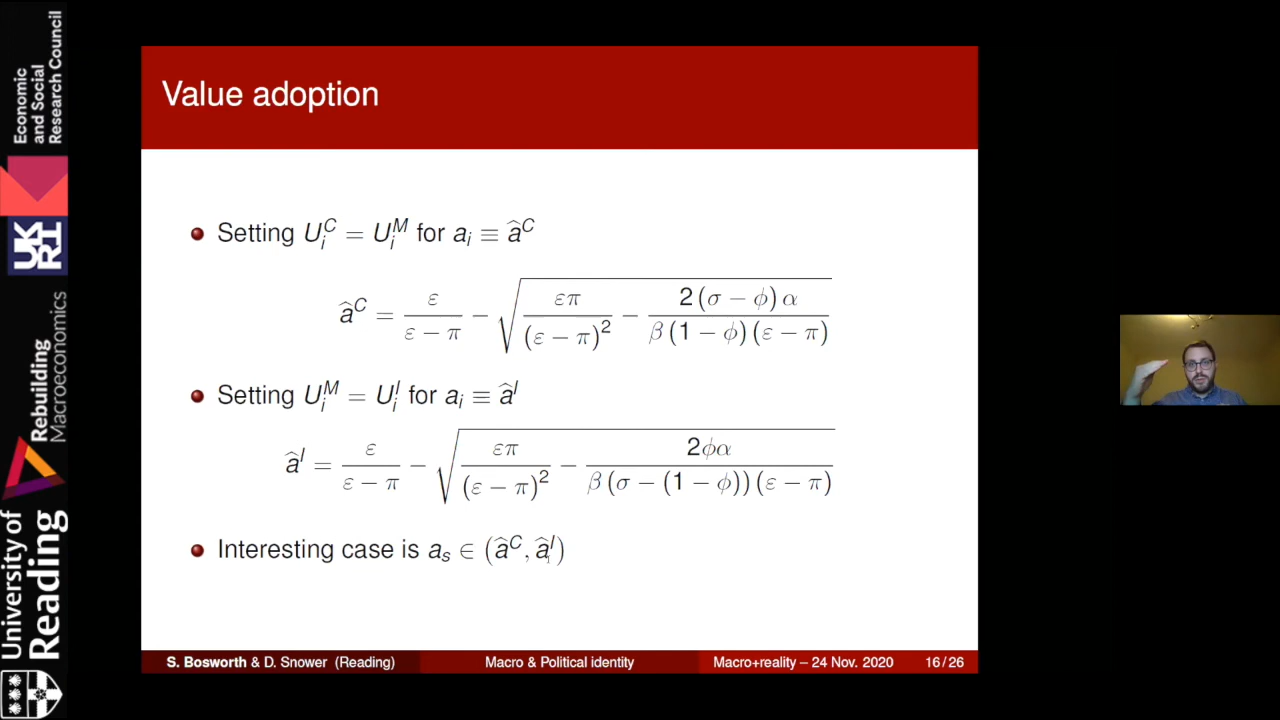 Economic
and Social
Research Council
UKRI
Rebuilding
Macroeconomics
University of
Reading
Value adoption
Setting U_i^C = U_i^M for a_i ≡ â^C
â^C = ε/(ε − π) − √(επ/(ε − π)² − 2(σ − ϕ)α/(β(1 − ϕ)(ε − π)))
Setting U_i^M = U_i^I for a_i ≡ â^I
â^I = ε/(ε − π) − √(επ/(ε − π)² − 2ϕα/(β(σ − (1 − ϕ))(ε − π)))
Interesting case is a_s ∈ (â^C, â^I)
S. Bosworth & D. Snower (Reading) Macro & Political identity Macro+reality – 24 Nov. 2020 16/26